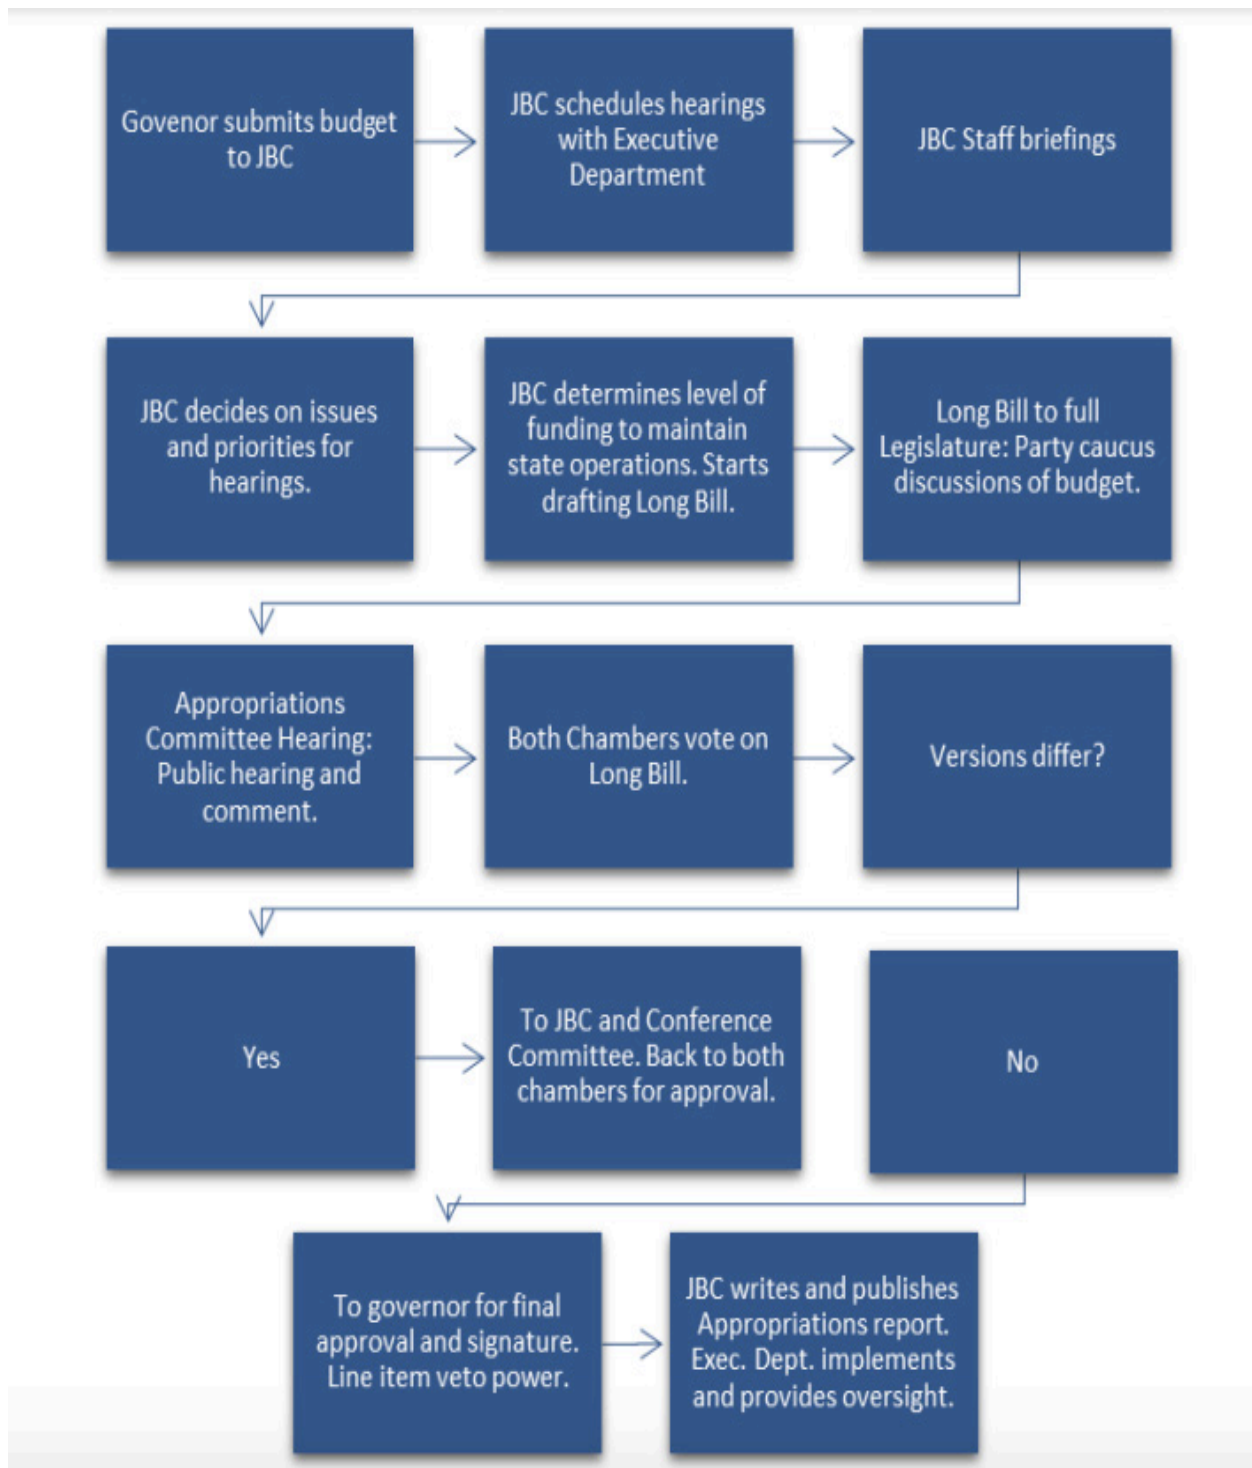 Govenor submits budget
to JBC
JBC schedules hearings
with Executive
Department
JBC Staff briefings
JBC decides on issues
and priorities for
hearings.
JBC determines level of
funding to maintain
state operations. Starts
drafting Long Bill.
Long Bill to full
Legislature: Party caucus
discussions of budget.
Appropriations
Committee Hearing:
Public hearing and
comment.
Both Chambers vote on
Long Bill.
Versions differ?
Yes
To JBC and Conference
Committee. Back to both
chambers for approval.
No
To governor for final
approval and signature.
Line item veto power.
JBC writes and publishes
Appropriations report.
Exec. Dept. implements
and provides oversight.